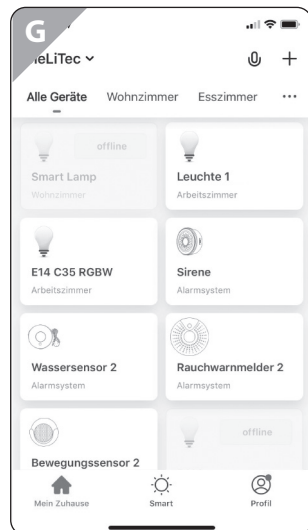 G
eLiTec
Alle Geräte Wohnzimmer Esszimmer ...
offline
Smart Lamp
Wohnzimmer
Leuchte 1
Arbeitszimmer
E14 C35 RGBW
Arbeitszimmer
Sirene
Alarmsystem
Wassersensor 2
Alarmsystem
Rauchwarnmelder 2
Alarmsystem
Bewegungssensor 2
offline
Mein Zuhause Smart Profil